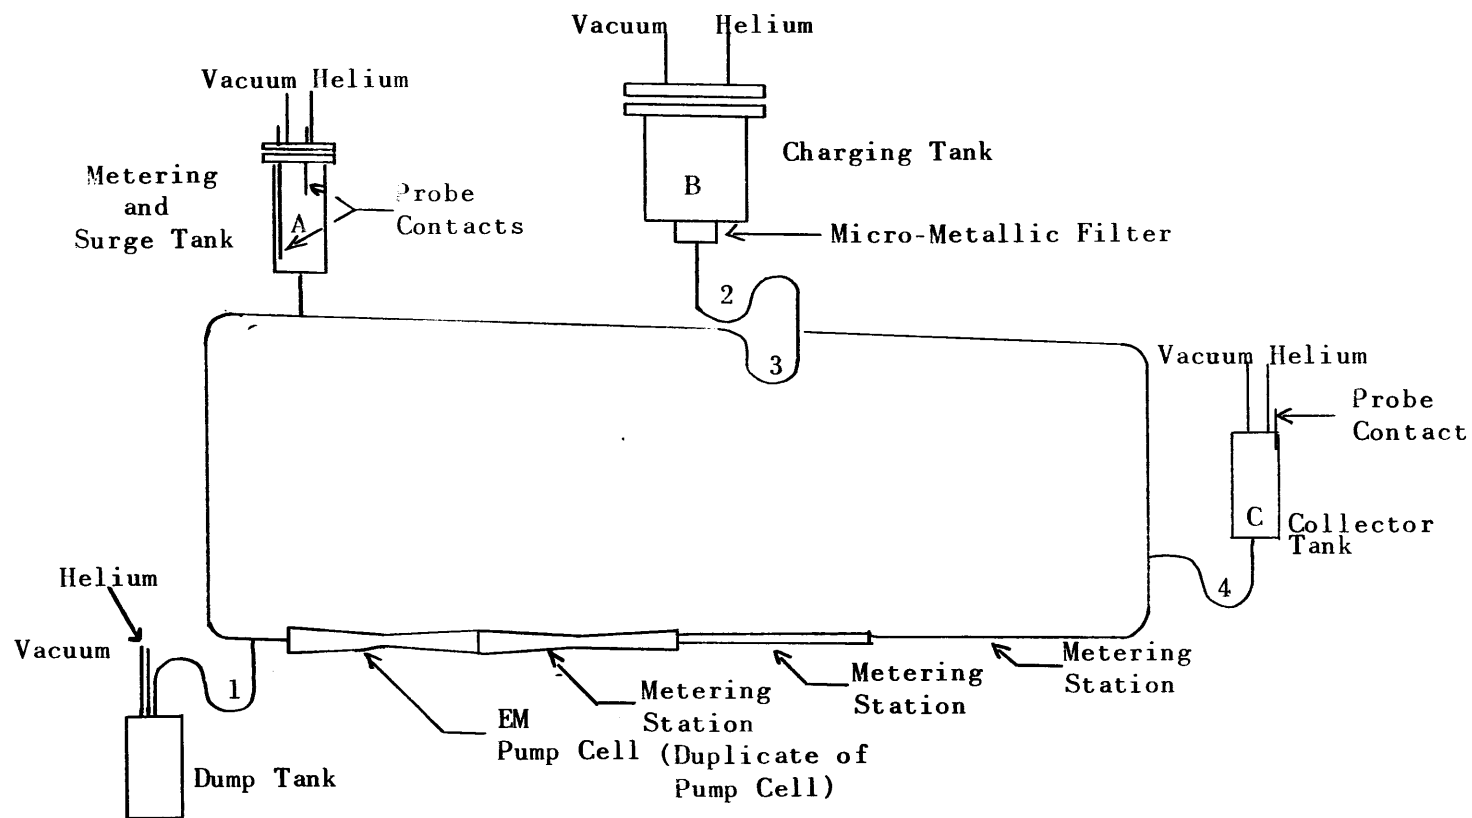 Vacuum Helium
Vacuum Helium
Metering
and
Surge Tank
A
Probe
Contacts
B
Charging Tank
Micro-Metallic Filter
2
3
Vacuum Helium
Probe
Contact
C
Collector
Tank
4
Helium
Vacuum
1
Dump Tank
EM
Pump Cell
Metering
Station
(Duplicate of
Pump Cell)
Metering
Station
Metering
Station